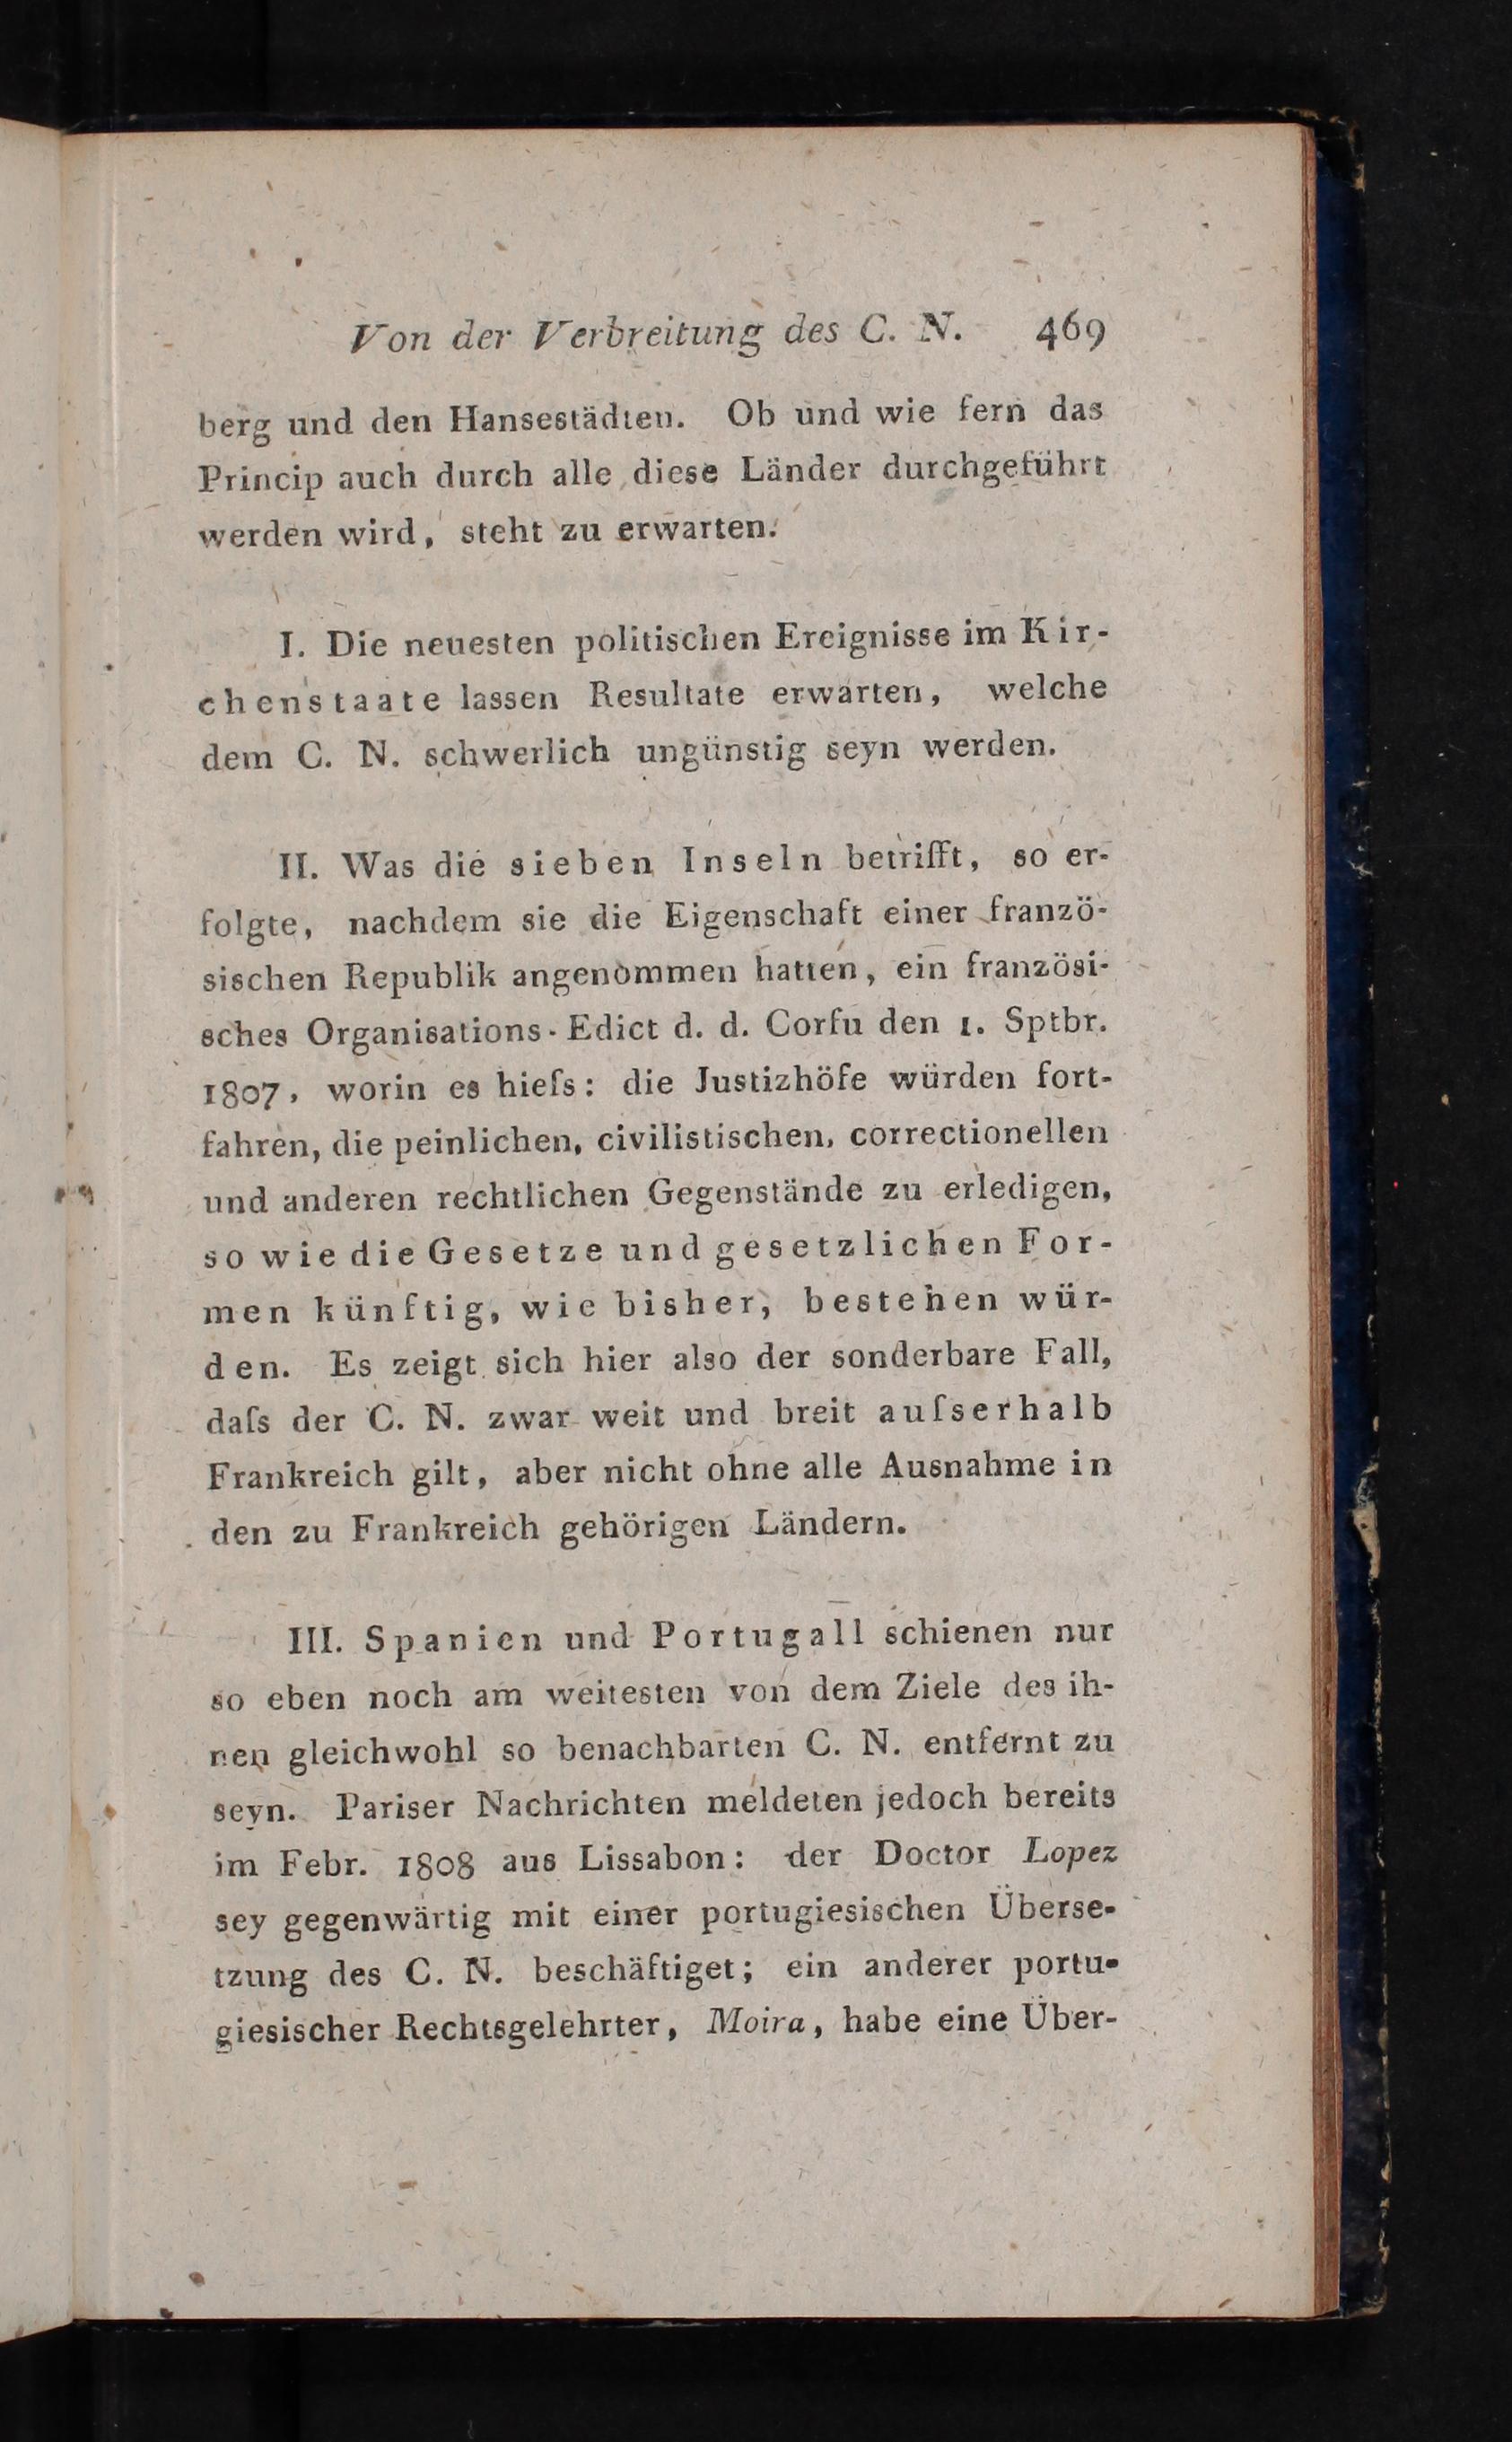 Von der Verbreitung des C. N. 469
berg und den Hansestädten. Ob und wie fern das
Princip auch durch alle diese Länder durchgeführt
werden wird, steht zu erwarten.
I. Die neuesten politischen Ereignisse im Kir-
chenstaate lassen Resultate erwarten, welche
dem C. N. schwerlich ungünstig seyn werden.
II. Was die sieben Inseln betrifft, so er-
folgte, nachdem sie die Eigenschaft einer franzö-
sischen Republik angenommen hatten, ein französi-
sches Organisations-Edict d. d. Corfu den 1. Sptbr.
1807, worin es hieſs: die Justizhöfe würden fort-
fahren, die peinlichen, civilistischen, correctionellen
und anderen rechtlichen Gegenstände zu erledigen,
so wie die Gesetze und gesetzlichen For-
men künftig, wie bisher, bestehen wür-
den. Es zeigt sich hier also der sonderbare Fall,
daſs der C. N. zwar weit und breit auſserhalb
Frankreich gilt, aber nicht ohne alle Ausnahme in
den zu Frankreich gehörigen Ländern.
III. Spanien und Portugall schienen nur
so eben noch am weitesten von dem Ziele des ih-
nen gleichwohl so benachbarten C. N. entfernt zu
seyn. Pariser Nachrichten meldeten jedoch bereits
im Febr. 1808 aus Lissabon: der Doctor Lopez
sey gegenwärtig mit einer portugiesischen Überse-
tzung des C. N. beschäftiget; ein anderer portu-
giesischer Rechtsgelehrter, Moira, habe eine Über-